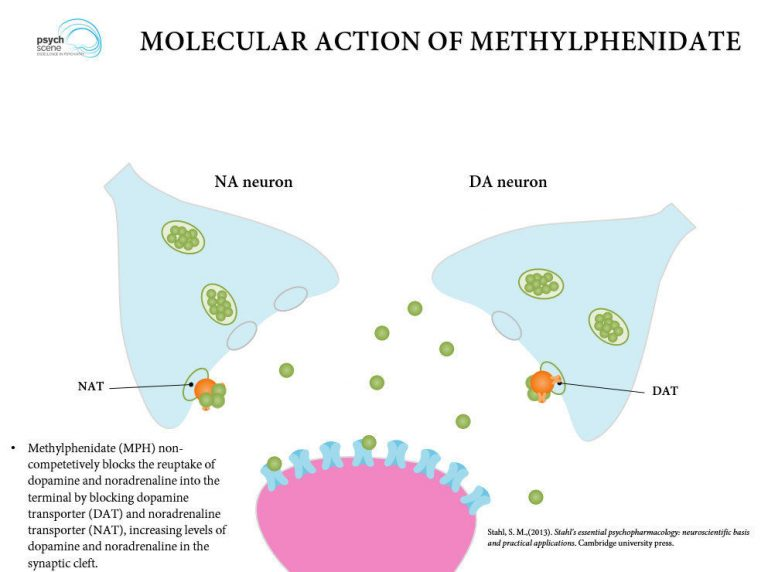 psych
scene
MOLECULAR ACTION OF METHYLPHENIDATE
NA neuron
DA neuron
NAT
DAT
• Methylphenidate (MPH) non-
competetively blocks the reuptake of
dopamine and noradrenaline into the
terminal by blocking dopamine
transporter (DAT) and noradrenaline
transporter (NAT), increasing levels of
dopamine and noradrenaline in the
synaptic cleft.
Stahl, S. M.,(2013). Stahl's essential psychopharmacology: neuroscientific basis
and practical applications. Cambridge university press.